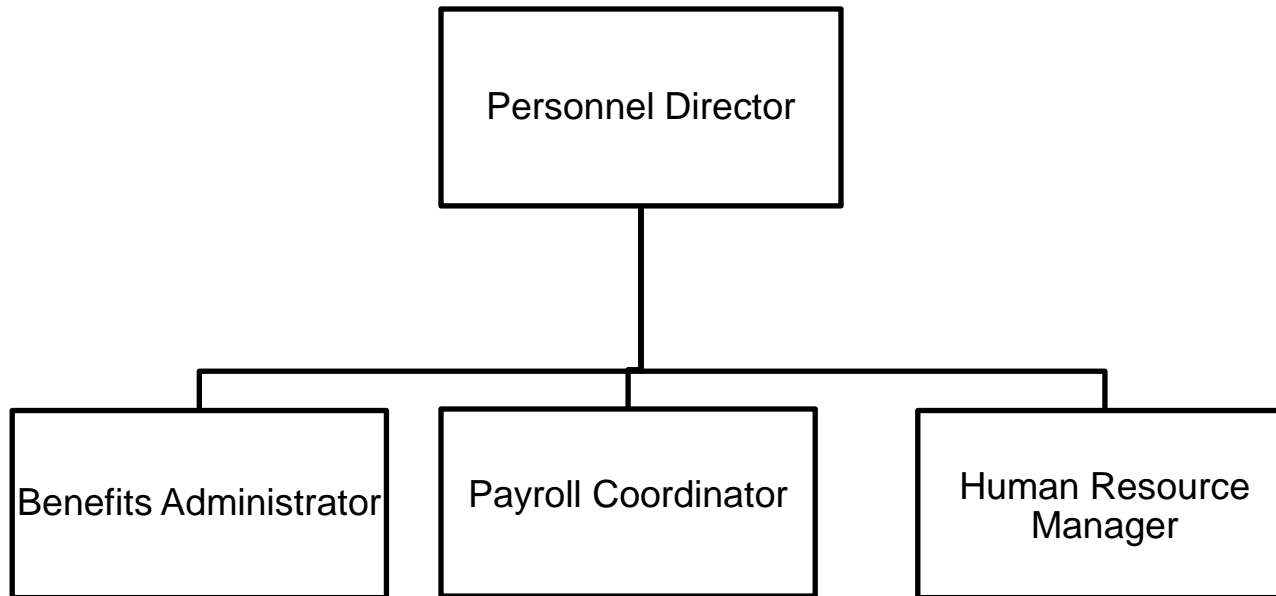 Personnel Director
Benefits Administrator
Payroll Coordinator
Human Resource
Manager